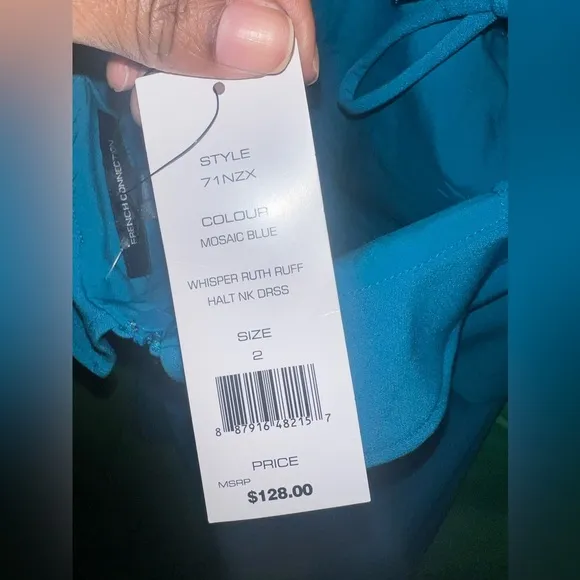 FRENCH CONNECTION
STYLE
71NZX
COLOUR
MOSAIC BLUE
WHISPER RUTH RUFF
HALT NK DRSS
SIZE
2
8 87916 48215 7
PRICE
MSRP
$128.00